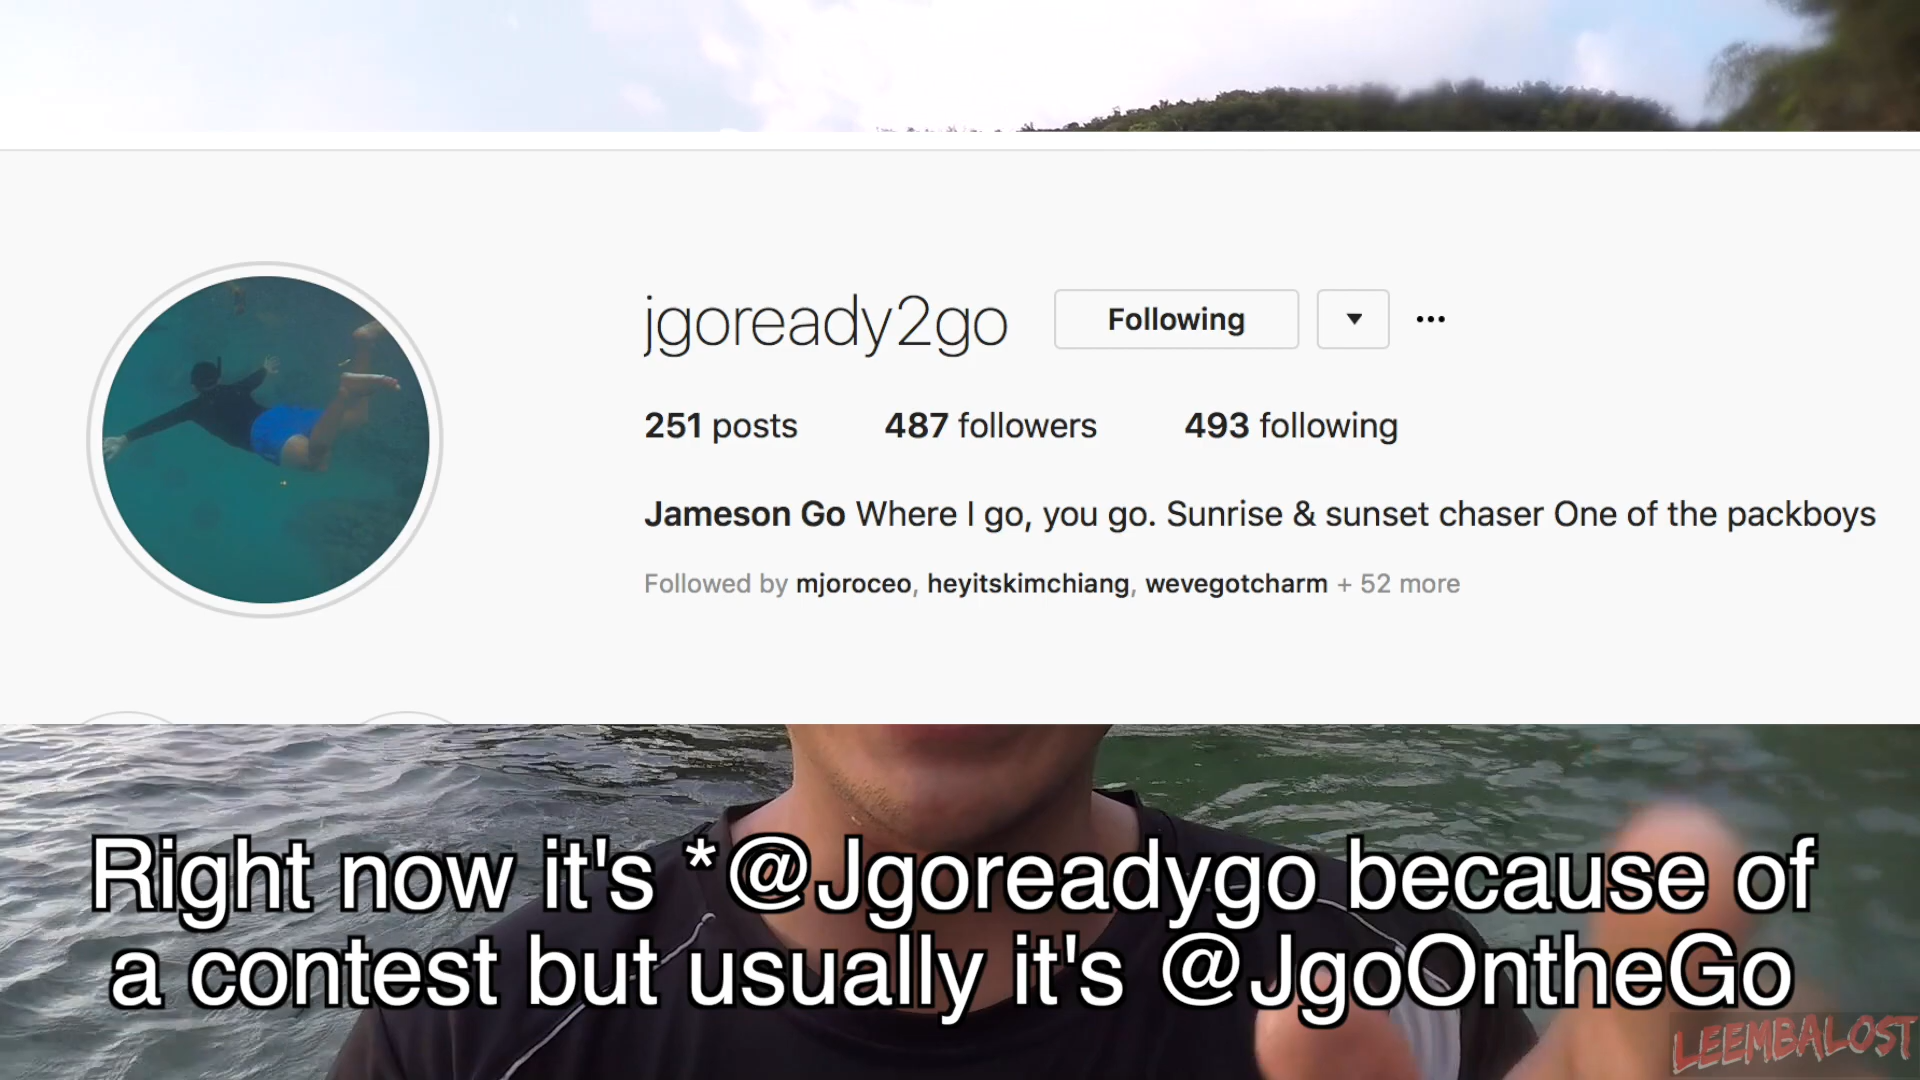 jgoready2go Following ▼ •••
251 posts 487 followers 493 following
Jameson Go Where I go, you go. Sunrise & sunset chaser One of the packboys
Followed by mjoroceo, heyitskimchiang, wevegotcharm + 52 more
Right now it's *@Jgoreadygo because of
a contest but usually it's @JgoOntheGo
LEEMBALOST